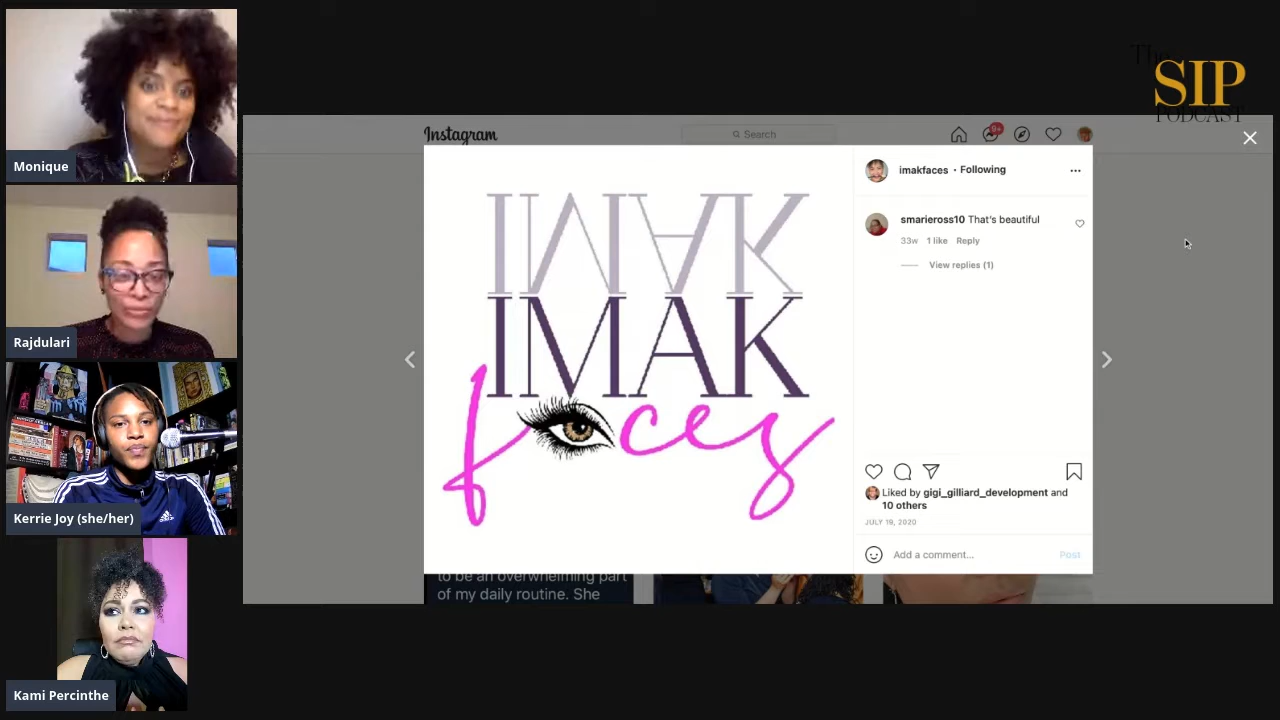 Monique
Rajdulari
Kerrie Joy (she/her)
Kami Percinthe
The
SIP
PODCAST
Instagram
Search
9+
imakfaces • Following
smarieross10 That's beautiful
33w 1 like Reply
View replies (1)
IMAK
IMAK
faces
Liked by gigi_gilliard_development and
10 others
JULY 19, 2020
Add a comment...
Post
to be an overwhelming part
of my daily routine. She